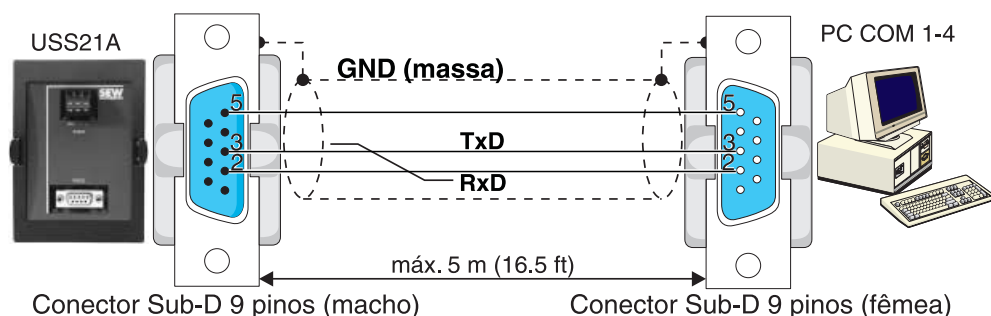 USS21A
PC COM 1-4
GND (massa)
SEW
5
5
TxD
3
3
2
2
RxD
máx. 5 m (16.5 ft)
Conector Sub-D 9 pinos (macho)
Conector Sub-D 9 pinos (fêmea)